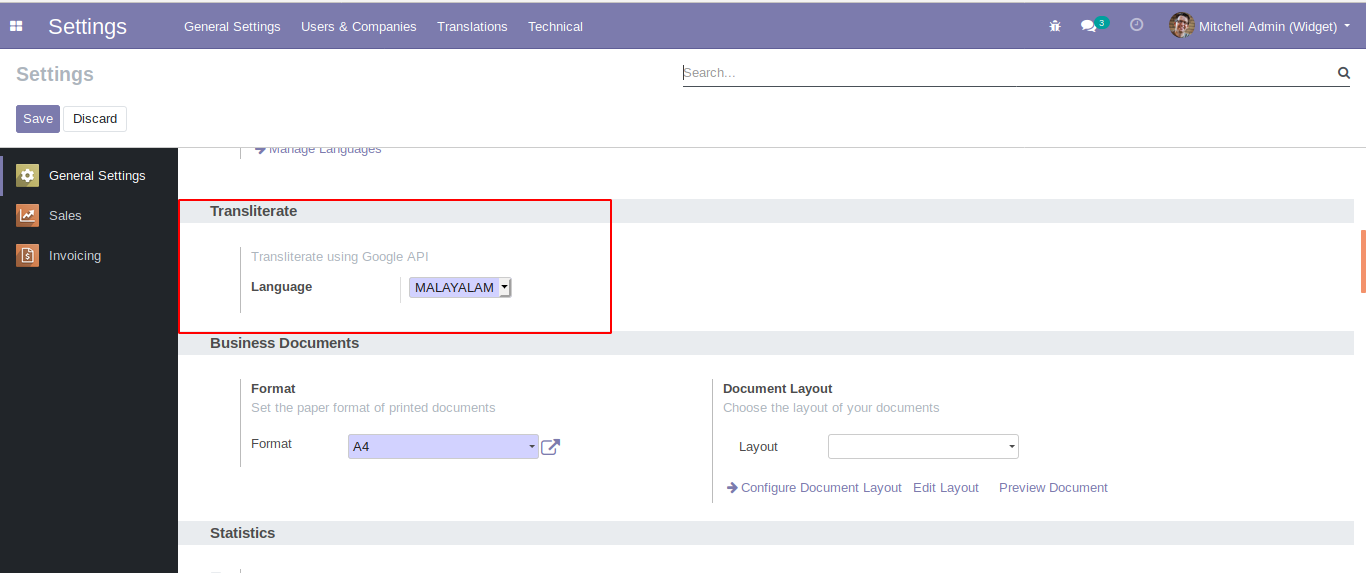 Settings General Settings Users & Companies Translations Technical 3 Mitchell Admin (Widget)
Settings Search...
Save Discard
Manage Languages
General Settings
Sales
Invoicing
Transliterate
Transliterate using Google API
Language MALAYALAM
Business Documents
Format
Set the paper format of printed documents
Format A4
Document Layout
Choose the layout of your documents
Layout
Configure Document Layout Edit Layout Preview Document
Statistics